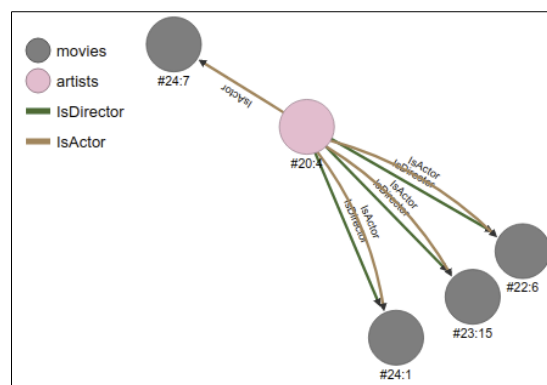 movies
artists
IsDirector
IsActor
#24:7
IsActor
#20:4
IsActor
IsDirector
IsActor
IsDirector
IsActor
IsDirector
#22:6
#23:15
#24:1